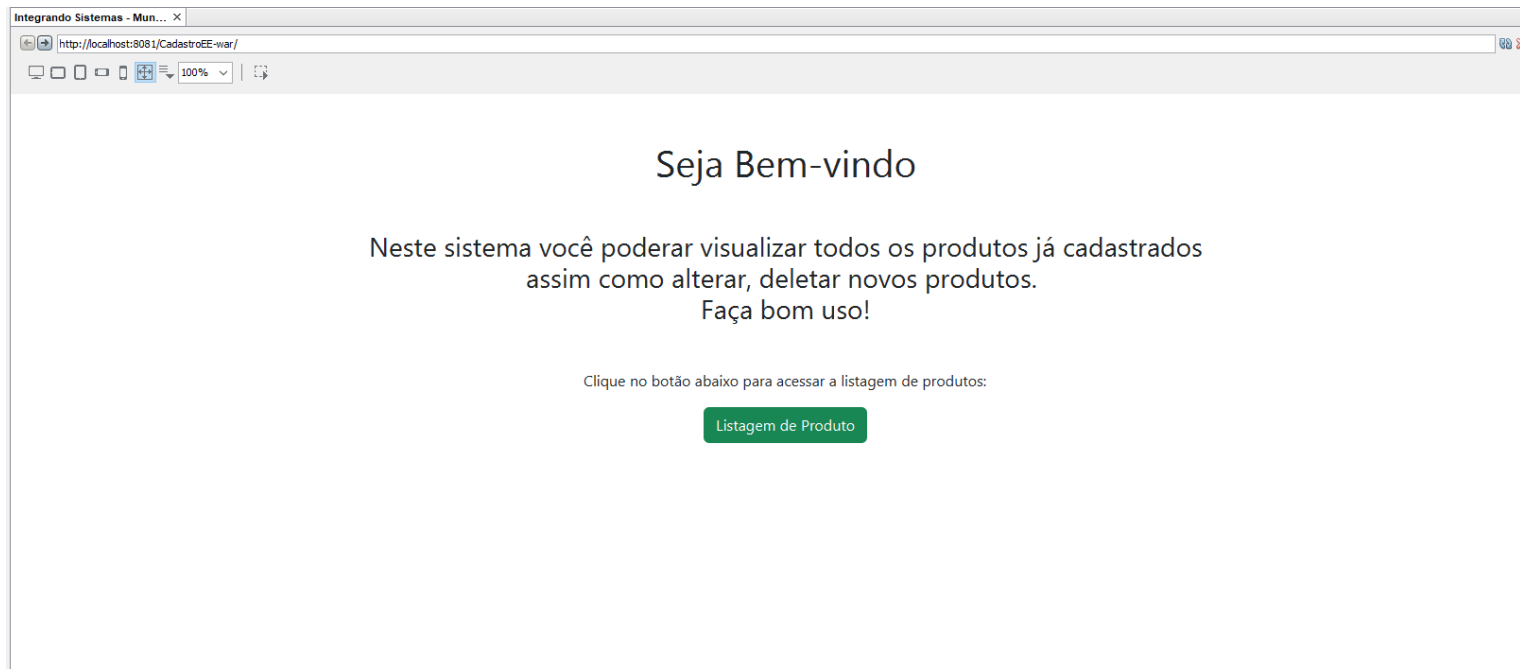 Integrando Sistemas - Mun...
http://localhost:8081/CadastroEE-war/
100%
Seja Bem-vindo
Neste sistema você poderar visualizar todos os produtos já cadastrados
assim como alterar, deletar novos produtos.
Faça bom uso!
Clique no botão abaixo para acessar a listagem de produtos:
Listagem de Produto